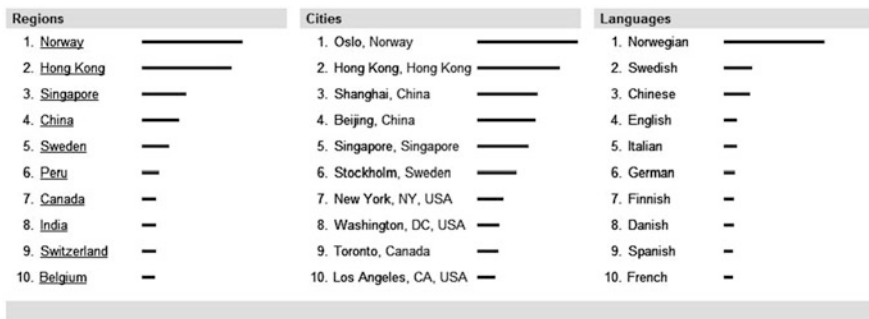 Regions
1. Norway
2. Hong Kong
3. Singapore
4. China
5. Sweden
6. Peru
7. Canada
8. India
9. Switzerland
10. Belgium
Cities
1. Oslo, Norway
2. Hong Kong, Hong Kong
3. Shanghai, China
4. Beijing, China
5. Singapore, Singapore
6. Stockholm, Sweden
7. New York, NY, USA
8. Washington, DC, USA
9. Toronto, Canada
10. Los Angeles, CA, USA
Languages
1. Norwegian
2. Swedish
3. Chinese
4. English
5. Italian
6. German
7. Finnish
8. Danish
9. Spanish
10. French